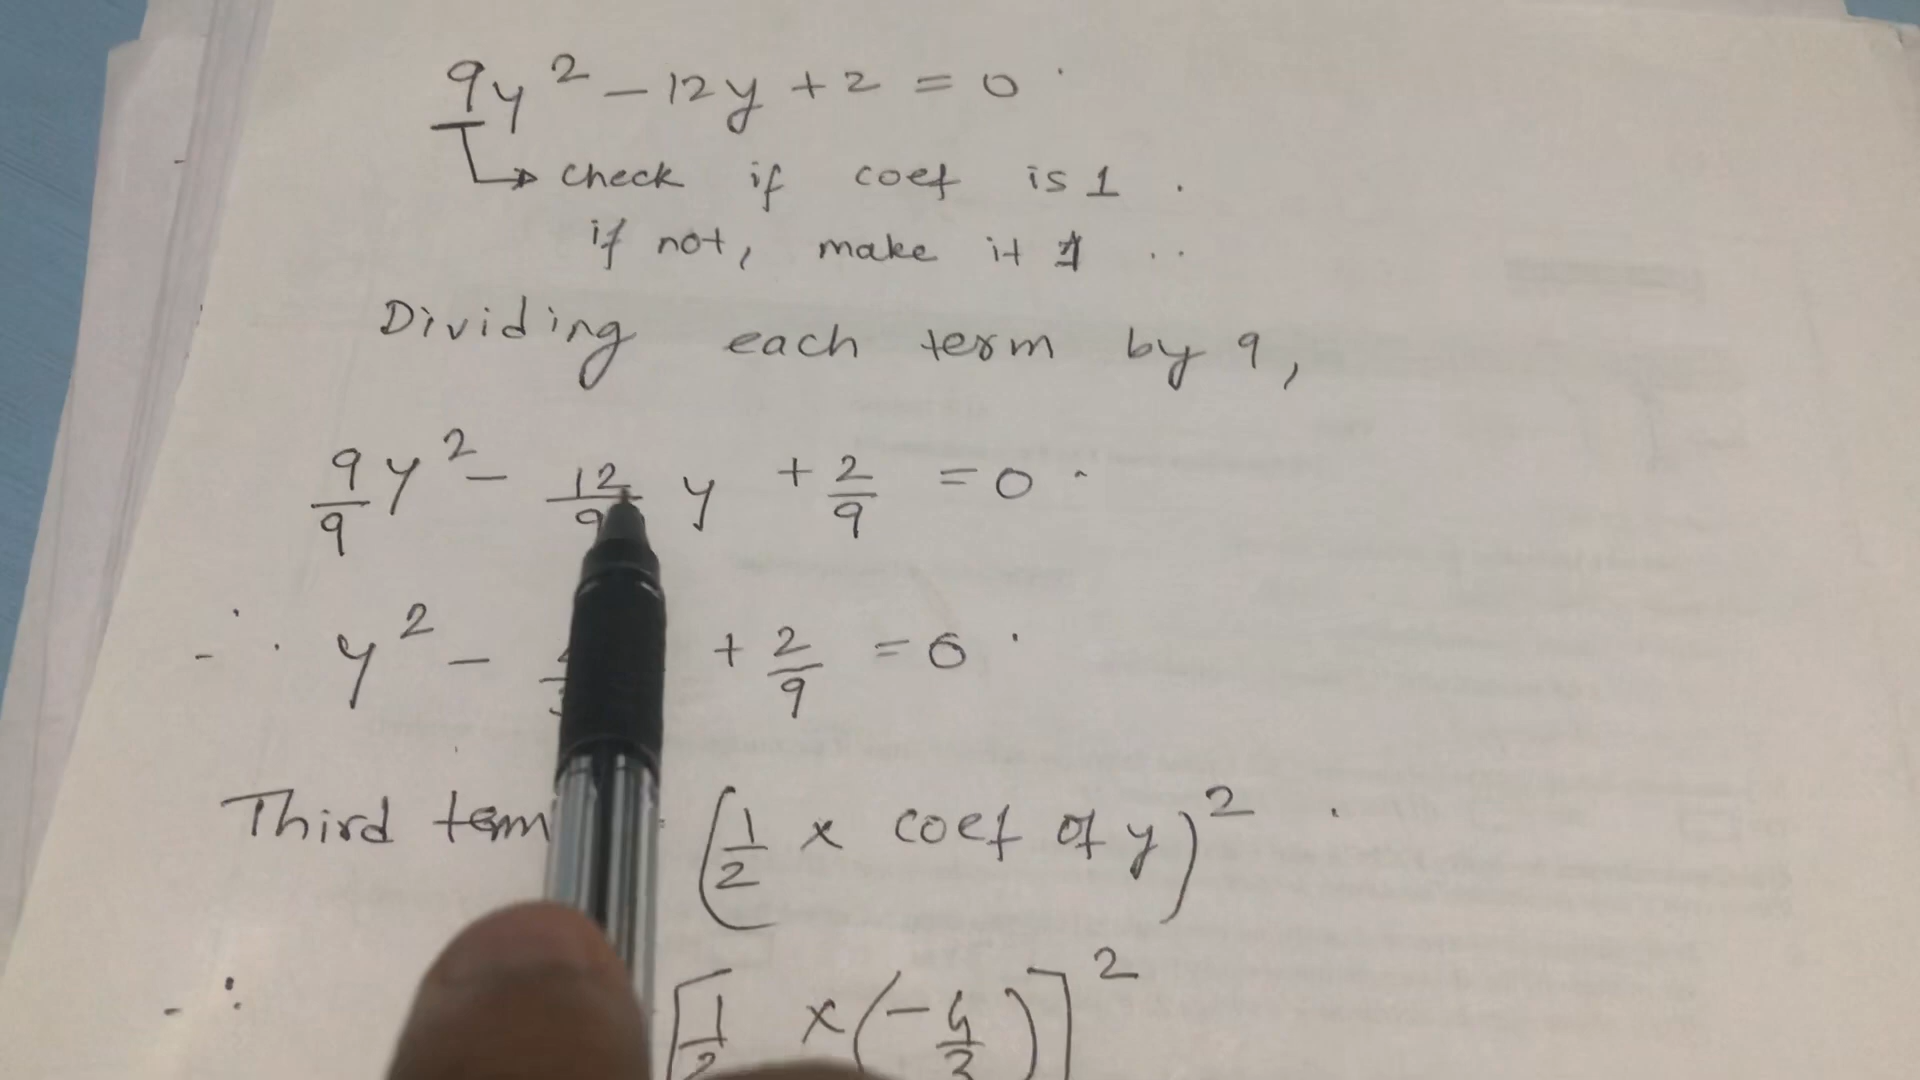 9y² - 12y + 2 = 0
check if coef is 1.
if not, make it 1
Dividing each term by 9,
9/9 y² - 12/9 y + 2/9 = 0
∴ y² - + 2/9 = 0
Third term (1/2 × coef of y)²
∴ [1/2 × (-4/3)]²